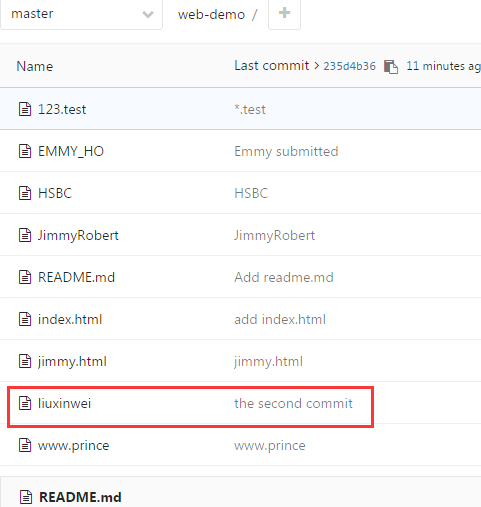 master web-demo / +
Name Last commit > 235d4b36 11 minutes ag
123.test *.test
EMMY_HO Emmy submitted
HSBC HSBC
JimmyRobert JimmyRobert
README.md Add readme.md
index.html add index.html
jimmy.html jimmy.html
liuxinwei the second commit
www.prince www.prince
README.md